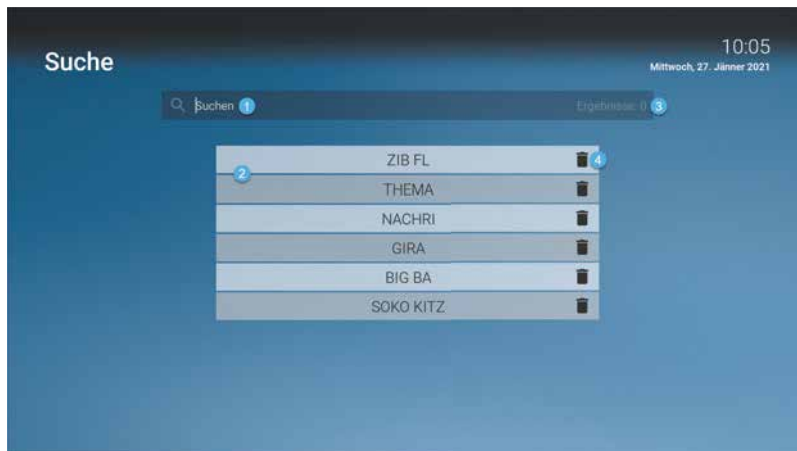 10:05
Suche
Mittwoch, 27. Jänner 2021
Suchen 1 Ergebnisse: 0 3
ZIB FL 4
2
THEMA
NACHRI
GIRA
BIG BA
SOKO KITZ